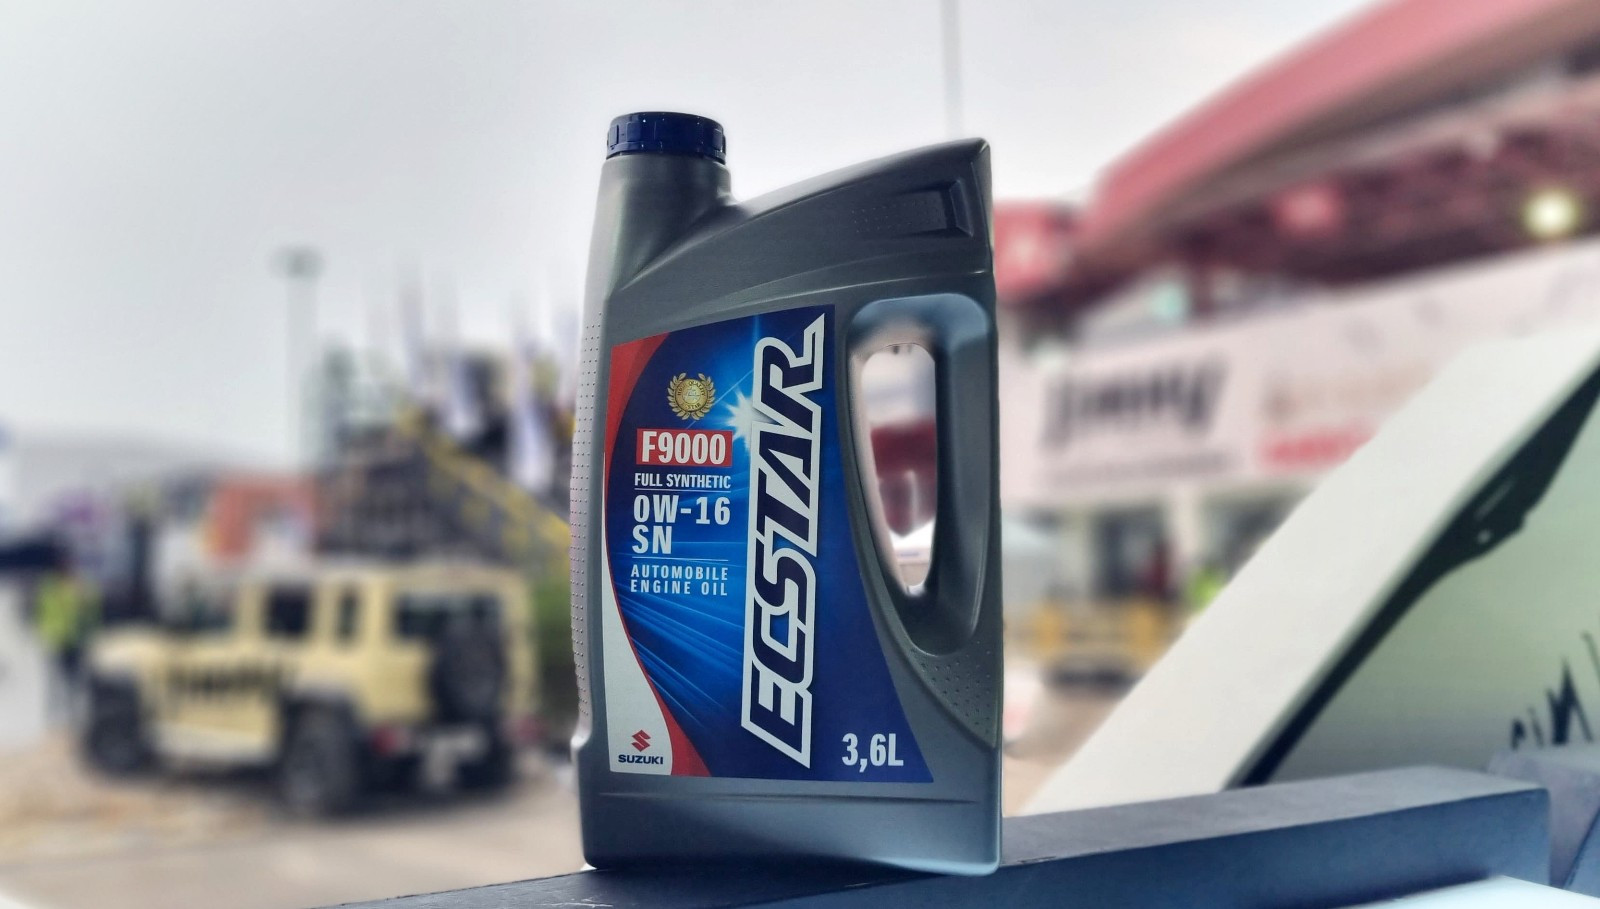 F9000
FULL SYNTHETIC
0W-16
SN
AUTOMOBILE
ENGINE OIL
ECSTAR
SUZUKI
3,6L